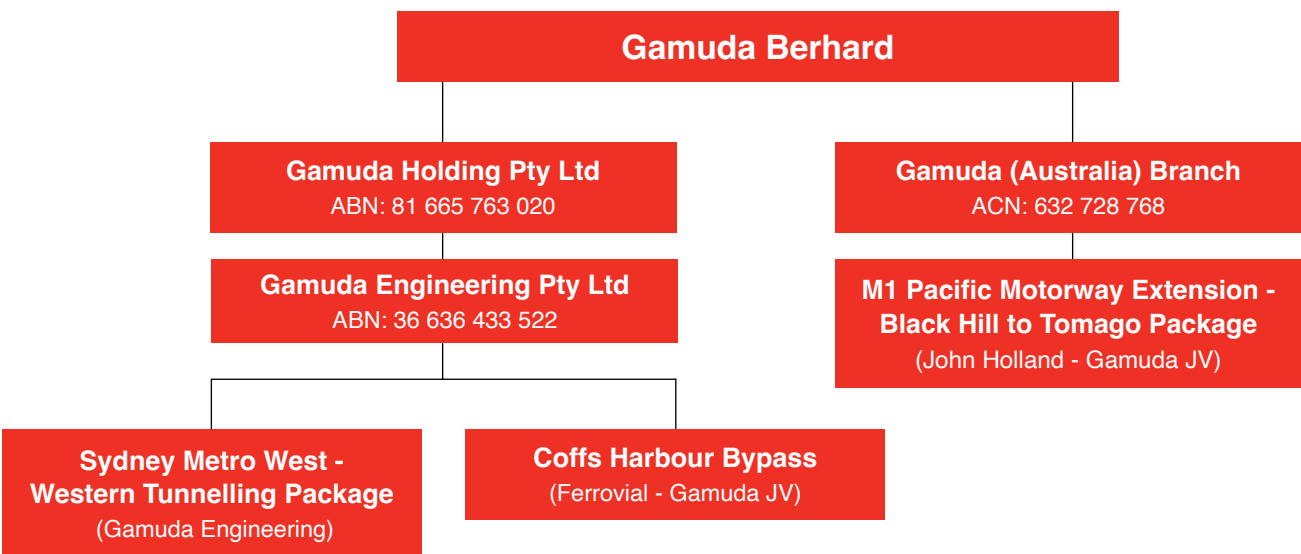 Gamuda Berhard
Gamuda Holding Pty Ltd
ABN: 81 665 763 020
Gamuda (Australia) Branch
ACN: 632 728 768
Gamuda Engineering Pty Ltd
ABN: 36 636 433 522
M1 Pacific Motorway Extension -
Black Hill to Tomago Package
(John Holland - Gamuda JV)
Sydney Metro West -
Western Tunnelling Package
(Gamuda Engineering)
Coffs Harbour Bypass
(Ferrovial - Gamuda JV)